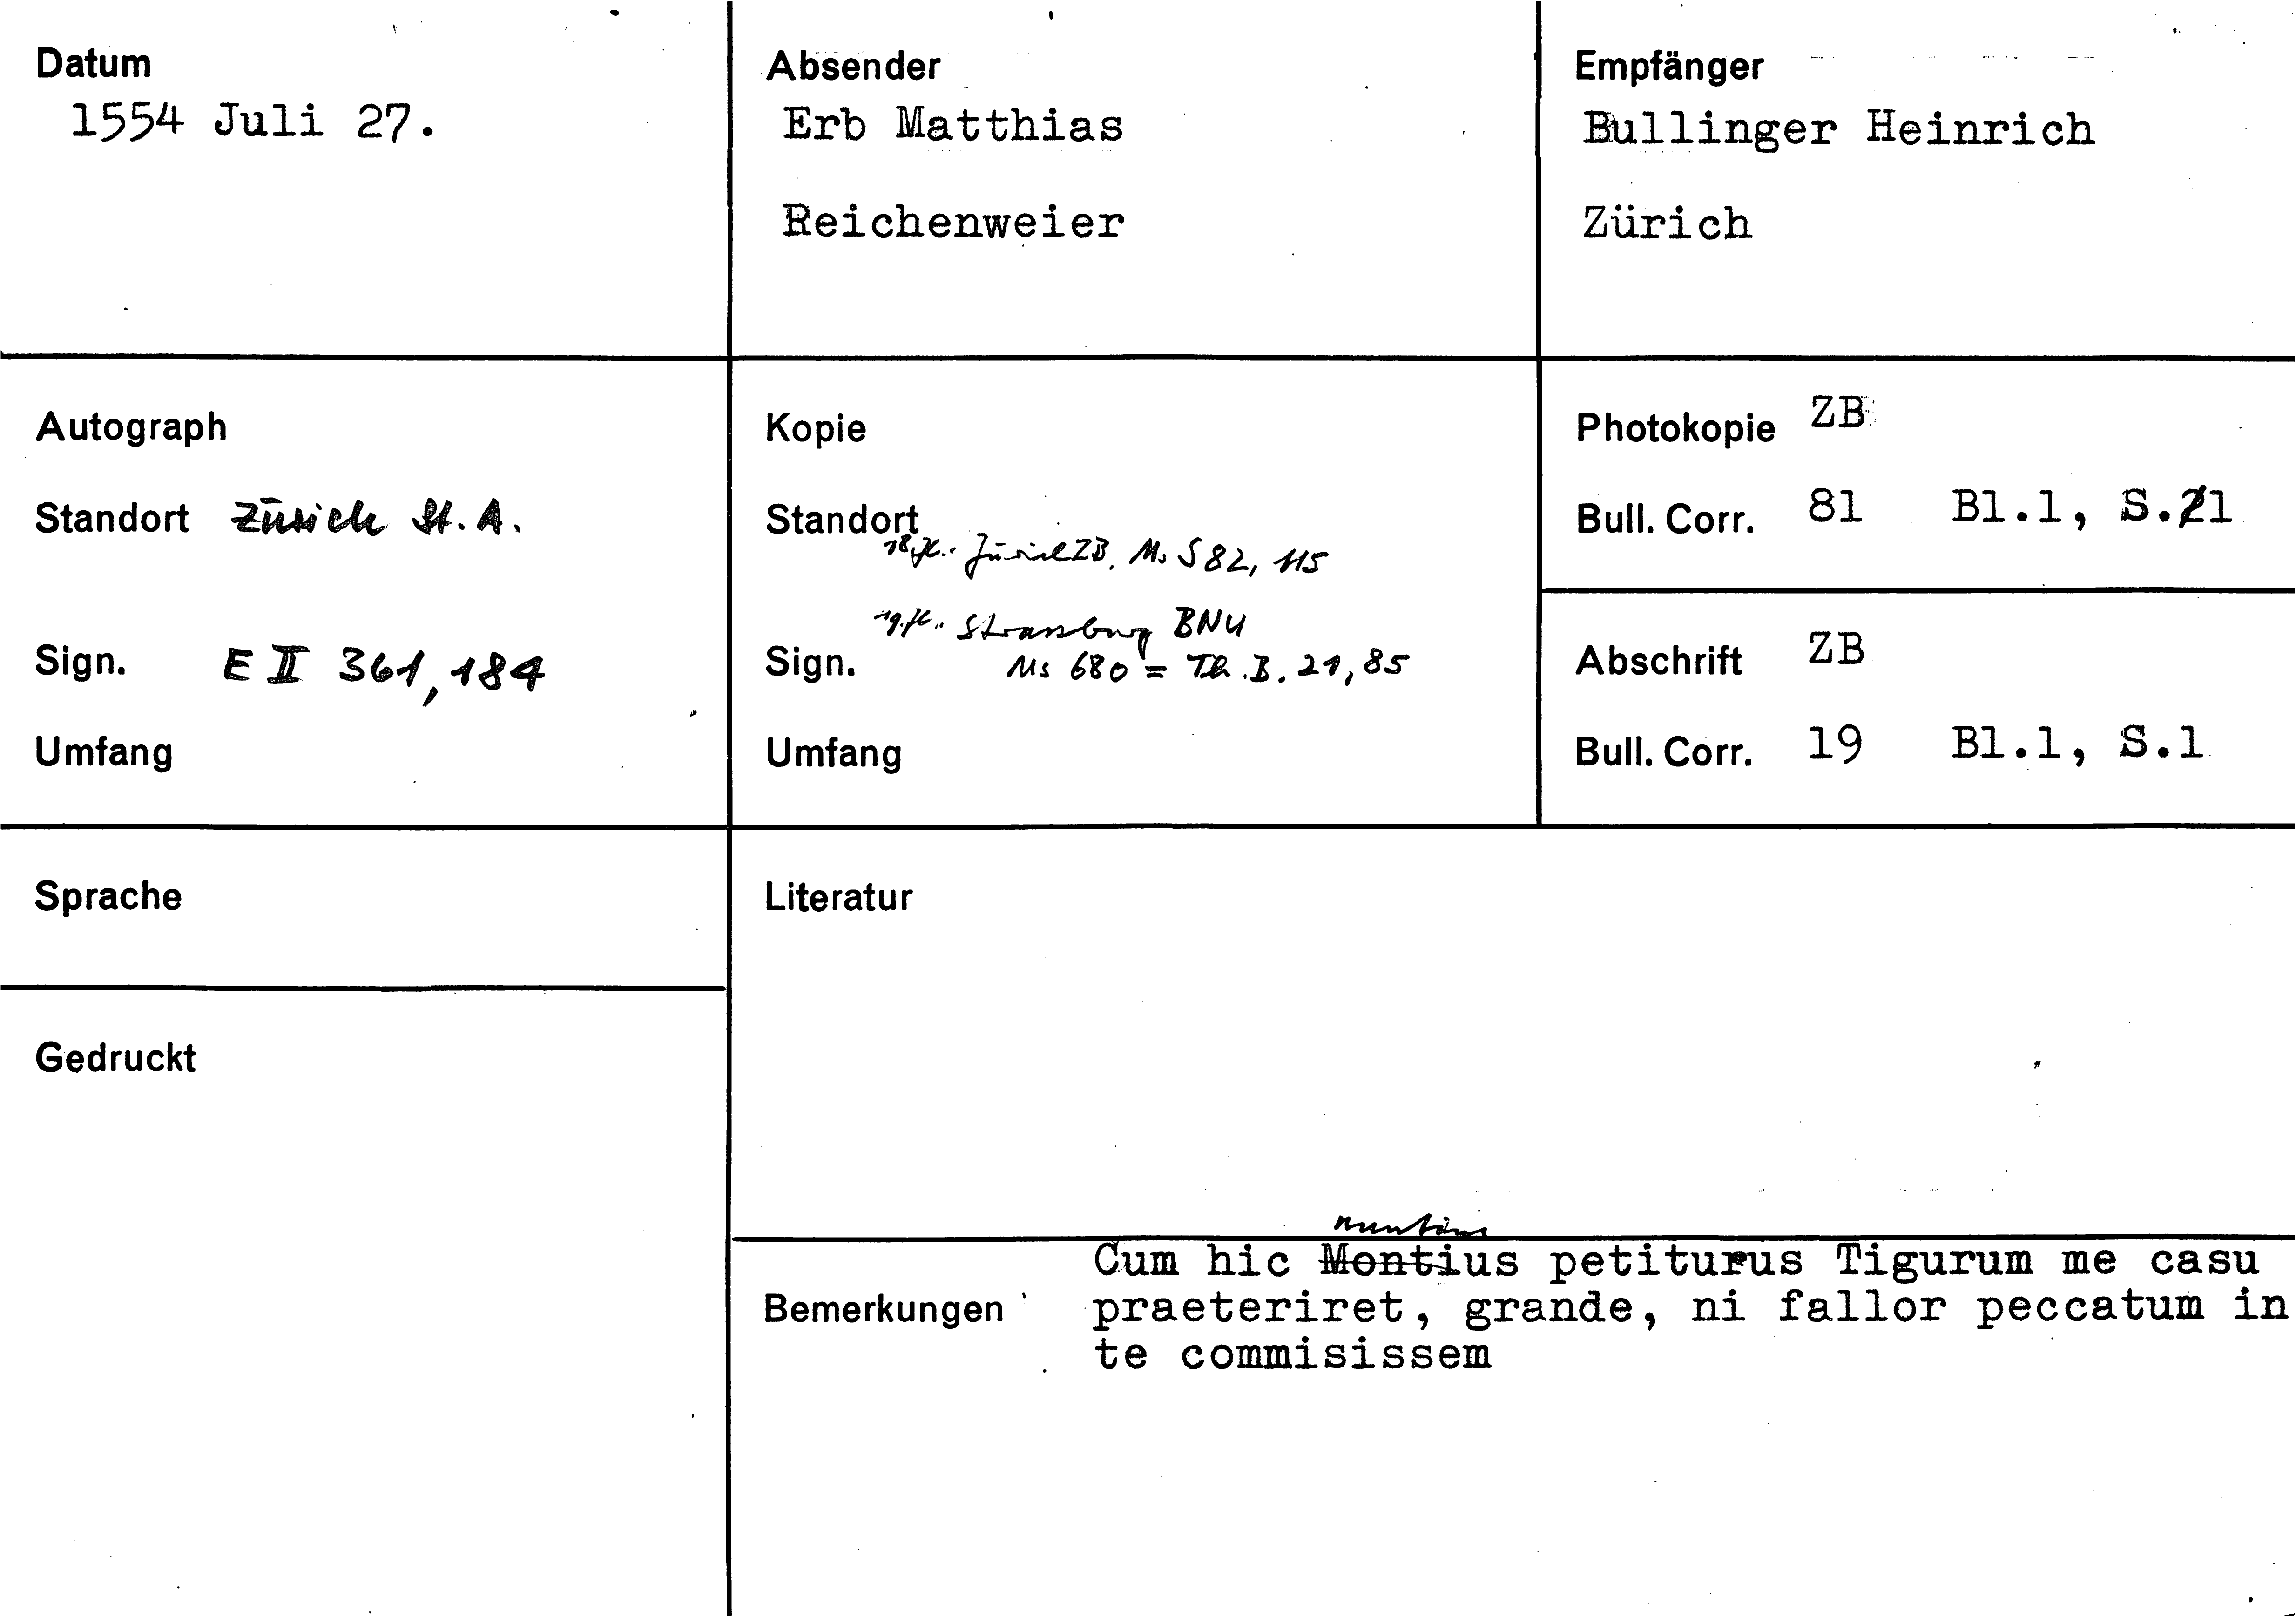 Datum
1554 Juli 27.
Absender
Erb Matthias
Reichenweier
Empfänger
Bullinger Heinrich
Zürich
Autograph
Standort Zürich St. A.
Sign. E II 361, 184
Umfang
Kopie
Standort
18. Jh.. Zürich ZB, Ms S 82, 115
19. Jh.. Strassburg BNU
Sign. Ms 680 = Th. B. 21, 85
Umfang
Photokopie ZB
Bull. Corr. 81 Bl.1, S.21
Abschrift ZB
Bull. Corr. 19 Bl.1, S.1
Sprache
Gedruckt
Literatur
nuntius
Cum hic Montius petiturus Tigurum me casu
Bemerkungen praeteriret, grande, ni fallor peccatum in
te commisissem